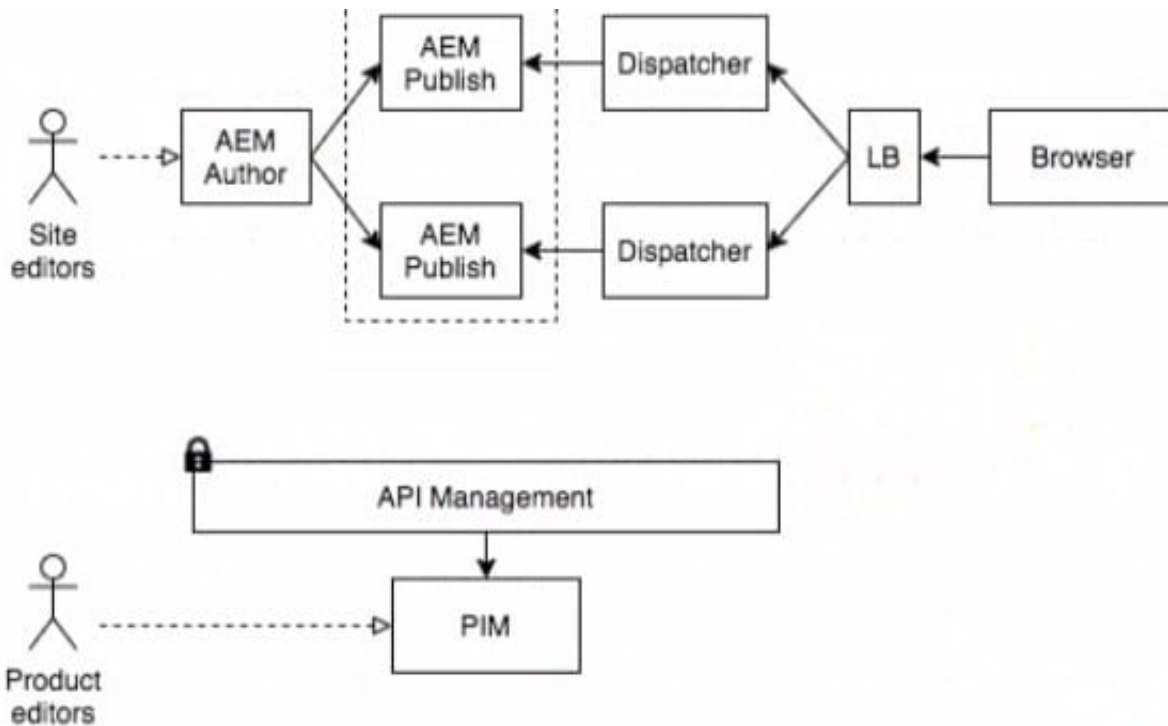 AEM
Publish
Dispatcher
AEM
Author
LB
Browser
Site
editors
AEM
Publish
Dispatcher
API Management
PIM
Product
editors